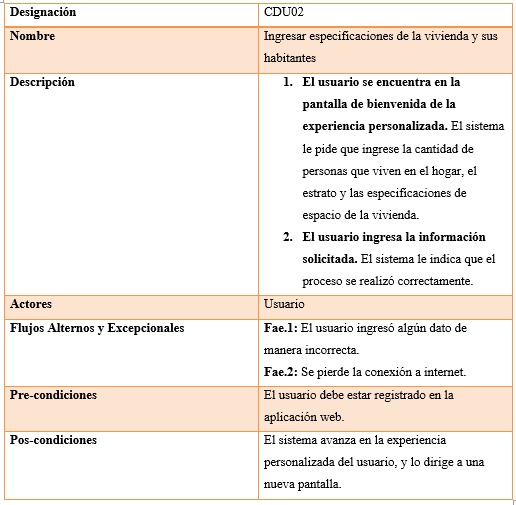 Designación
CDU02
Nombre
Ingresar especificaciones de la vivienda y sus
habitantes
Descripción
1. El usuario se encuentra en la
pantalla de bienvenida de la
experiencia personalizada. El sistema
le pide que ingrese la cantidad de
personas que viven en el hogar, el
estrato y las especificaciones de
espacio de la vivienda.
2. El usuario ingresa la información
solicitada. El sistema le indica que el
proceso se realizó correctamente.
Actores
Usuario
Flujos Alternos y Excepcionales
Fae.1: El usuario ingresó algún dato de
manera incorrecta.
Fae.2: Se pierde la conexión a internet.
Pre-condiciones
El usuario debe estar registrado en la
aplicación web.
Pos-condiciones
El sistema avanza en la experiencia
personalizada del usuario, y lo dirige a una
nueva pantalla.